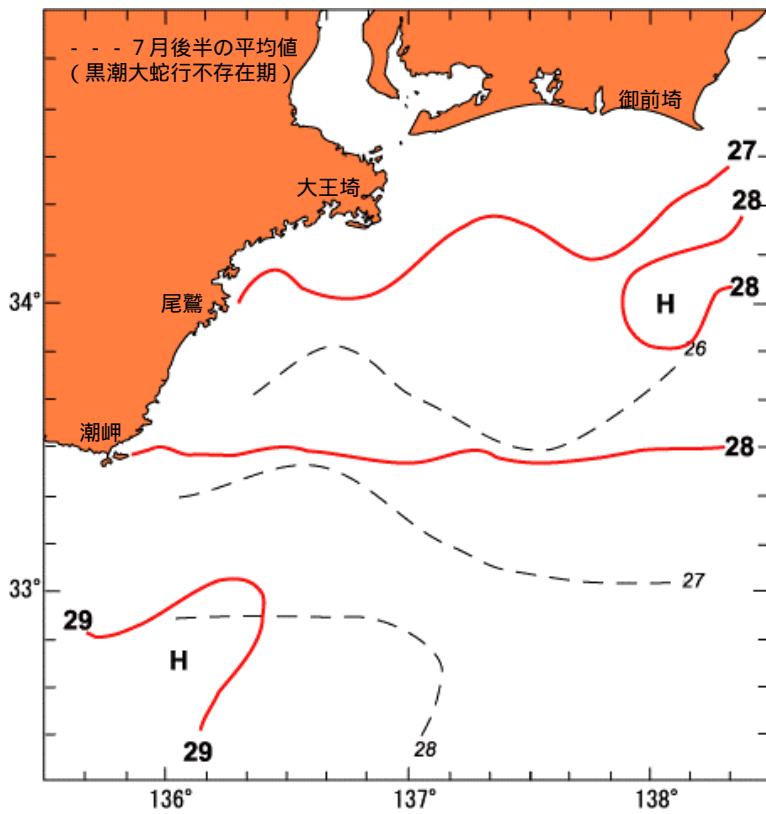 - - - 7月後半の平均値
(黒潮大蛇行不存在期)
御前埼
27
大王埼
28
尾鷲
34°
H
28
26
潮岬
28
27
33°
29
H
29
28
136°
137°
138°